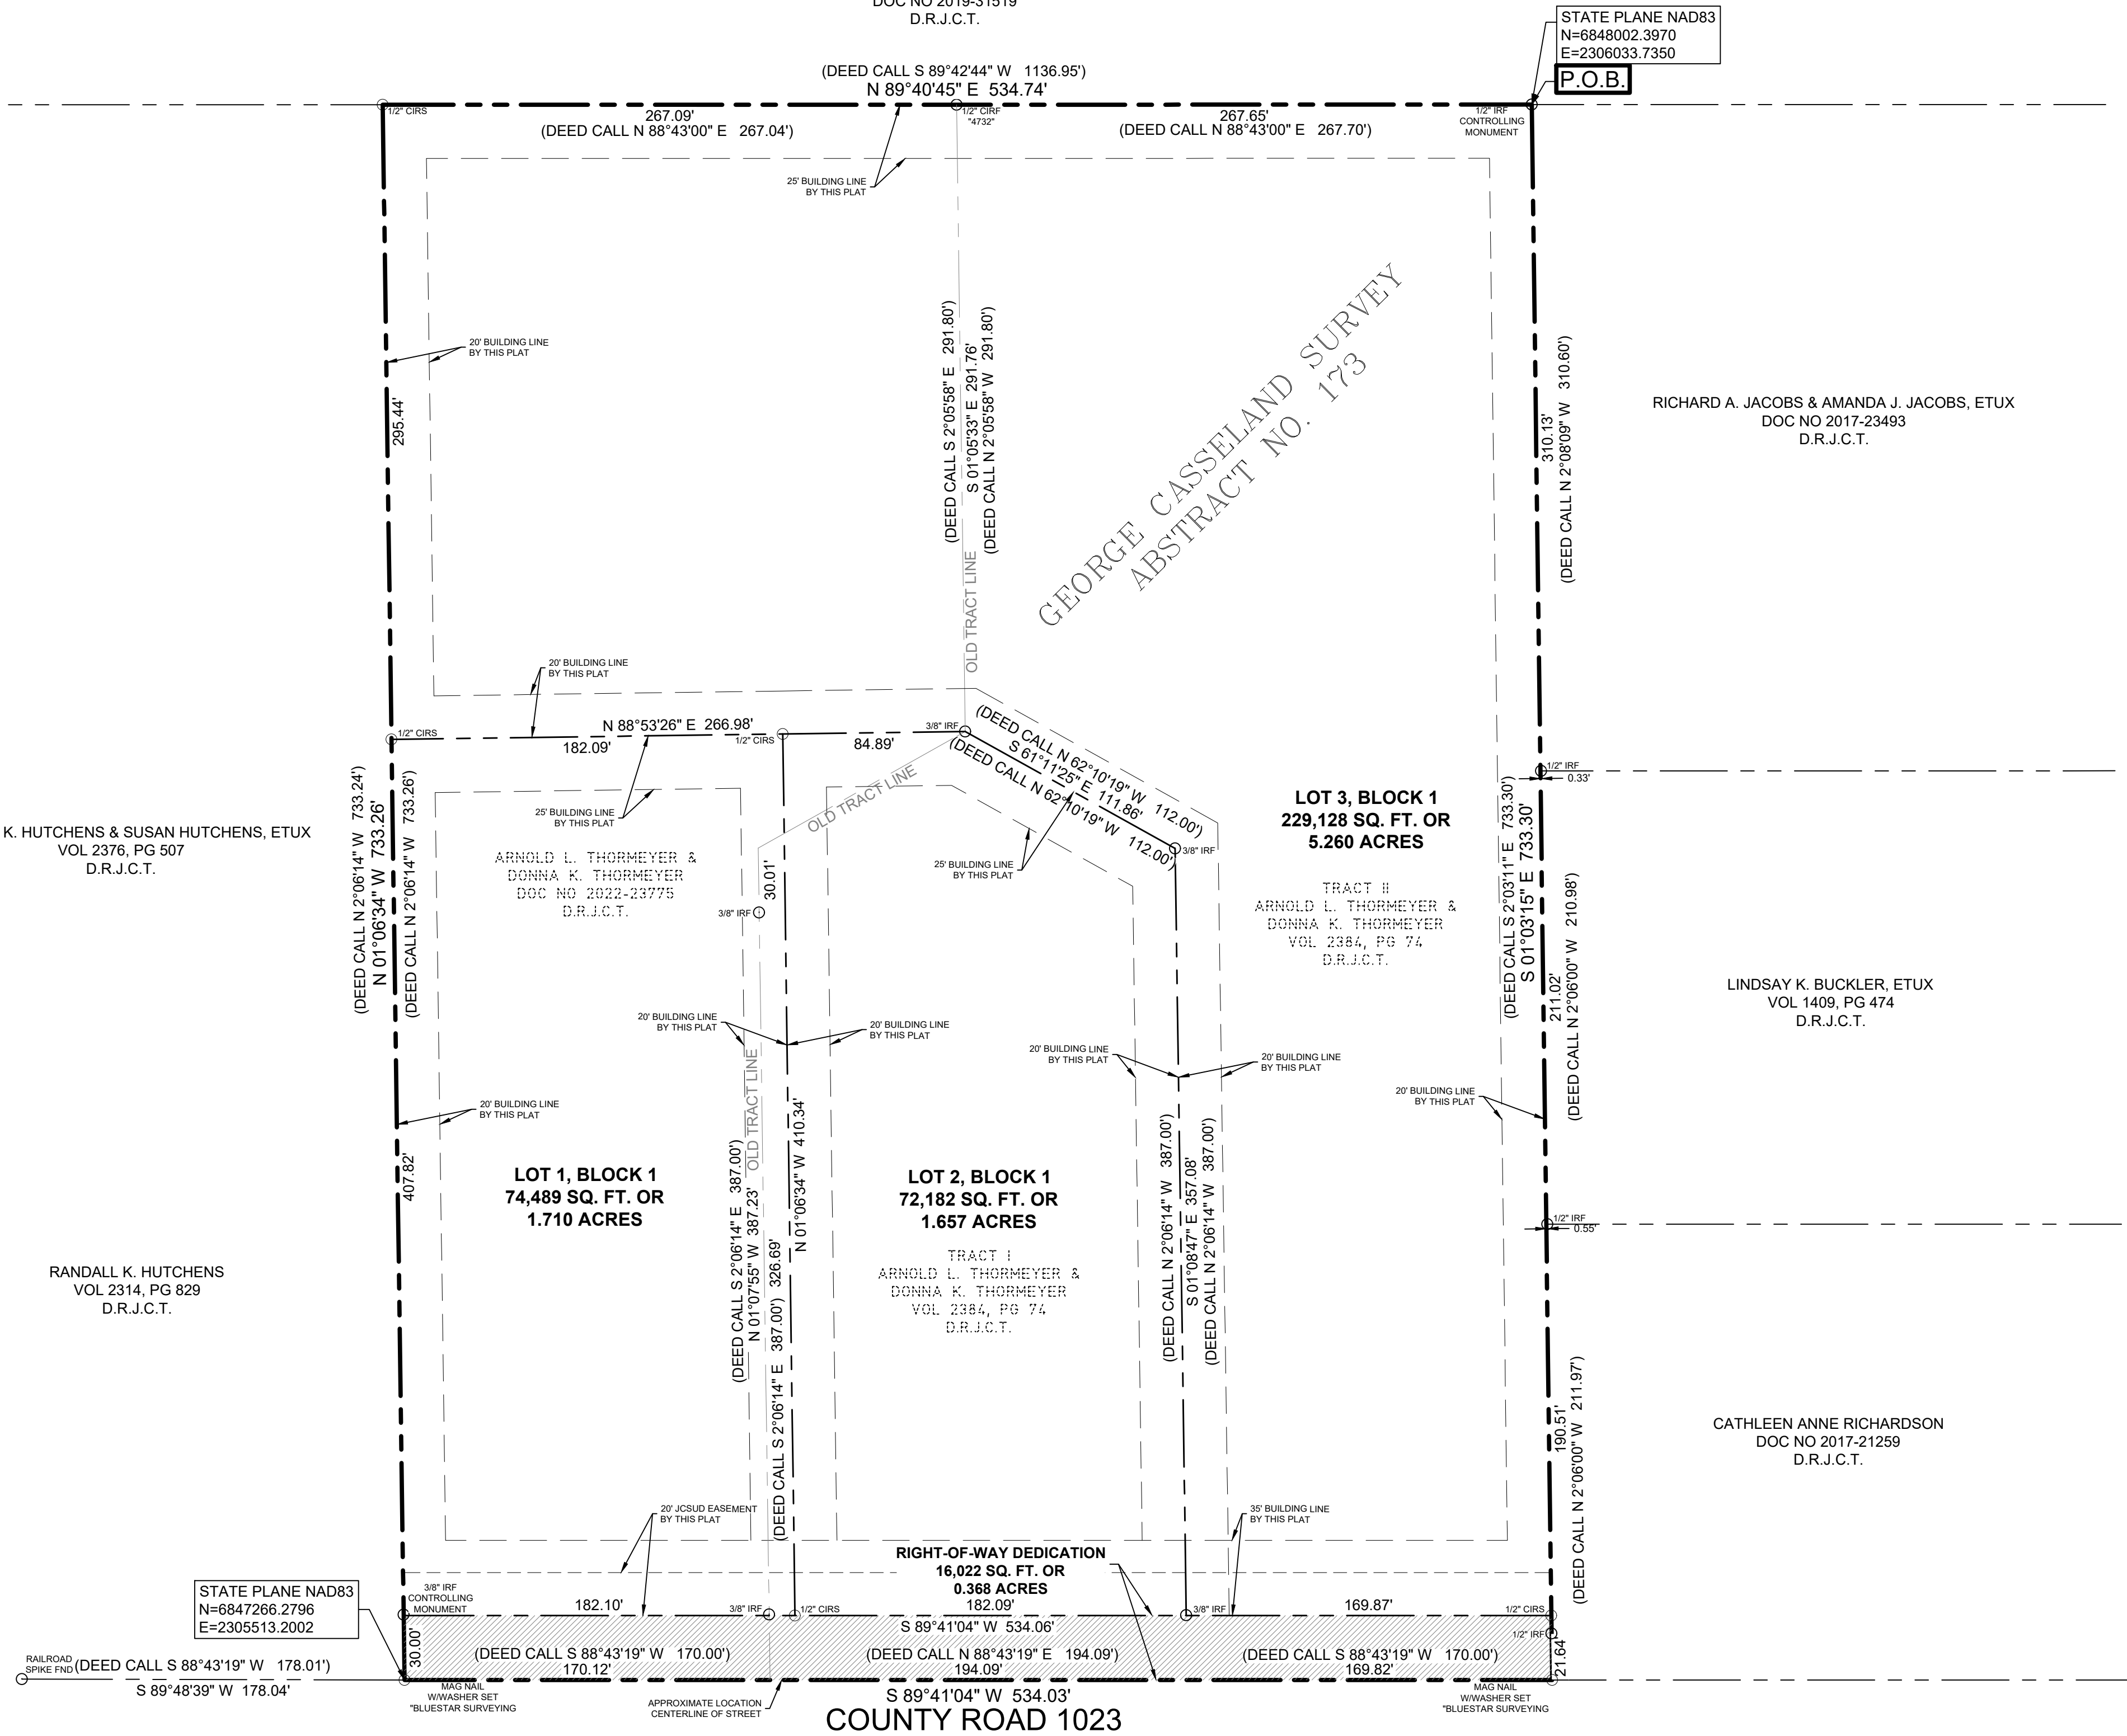 DOC NO 2019-31519
D.R.J.C.T.
STATE PLANE NAD83
N=6848002.3970
E=2306033.7350
P.O.B.
(DEED CALL S 89°42'44" W 1136.95')
N 89°40'45" E 534.74'
1/2" CIRS
267.09'
(DEED CALL N 88°43'00" E 267.04')
1/2" CIRF
"4732"
267.65'
(DEED CALL N 88°43'00" E 267.70')
1/2" IRF
CONTROLLING
MONUMENT
25' BUILDING LINE
BY THIS PLAT
20' BUILDING LINE
BY THIS PLAT
295.44'
(DEED CALL S 2°05'58" E 291.80')
S 01°05'33" E 291.76'
(DEED CALL N 2°05'58" W 291.80')
OLD TRACT LINE
GEORGE CASSELAND SURVEY
ABSTRACT NO. 173
310.13'
(DEED CALL N 2°08'09" W 310.60')
RICHARD A. JACOBS & AMANDA J. JACOBS, ETUX
DOC NO 2017-23493
D.R.J.C.T.
20' BUILDING LINE
BY THIS PLAT
N 88°53'26" E 266.98'
1/2" CIRS
182.09'
1/2" CIRS
84.89'
3/8" IRF
(DEED CALL N 62°10'19" W 112.00')
S 61°11'25" E 111.86'
(DEED CALL N 62°10'19" W 112.00')
3/8" IRF
OLD TRACT LINE
25' BUILDING LINE
BY THIS PLAT
25' BUILDING LINE
BY THIS PLAT
1/2" IRF
0.33'
K. HUTCHENS & SUSAN HUTCHENS, ETUX
VOL 2376, PG 507
D.R.J.C.T.
(DEED CALL N 2°06'14" W 733.24')
N 01°06'34" W 733.26'
(DEED CALL N 2°06'14" W 733.26')
ARNOLD L. THORMEYER &
DONNA K. THORMEYER
DOC NO 2022-23775
D.R.J.C.T.
30.01'
3/8" IRF
LOT 3, BLOCK 1
229,128 SQ. FT. OR
5.260 ACRES
TRACT II
ARNOLD L. THORMEYER &
DONNA K. THORMEYER
VOL 2384, PG 74
D.R.J.C.T.
(DEED CALL S 2°03'11" E 733.30')
S 01°03'15" E 733.30'
211.02'
(DEED CALL N 2°06'00" W 210.98')
LINDSAY K. BUCKLER, ETUX
VOL 1409, PG 474
D.R.J.C.T.
20' BUILDING LINE
BY THIS PLAT
20' BUILDING LINE
BY THIS PLAT
20' BUILDING LINE
BY THIS PLAT
20' BUILDING LINE
BY THIS PLAT
20' BUILDING LINE
BY THIS PLAT
20' BUILDING LINE
BY THIS PLAT
407.82'
LOT 1, BLOCK 1
74,489 SQ. FT. OR
1.710 ACRES
(DEED CALL S 2°06'14" E 387.00')
N 01°07'55" W 387.23'
OLD TRACT LINE
(DEED CALL S 2°06'14" E 387.00')
326.69'
N 01°06'34" W 410.34'
LOT 2, BLOCK 1
72,182 SQ. FT. OR
1.657 ACRES
TRACT I
ARNOLD L. THORMEYER &
DONNA K. THORMEYER
VOL 2384, PG 74
D.R.J.C.T.
(DEED CALL N 2°06'14" W 387.00')
S 01°08'47" E 357.08'
(DEED CALL N 2°06'14" W 387.00')
1/2" IRF
0.55'
RANDALL K. HUTCHENS
VOL 2314, PG 829
D.R.J.C.T.
190.51'
(DEED CALL N 2°06'00" W 211.97')
CATHLEEN ANNE RICHARDSON
DOC NO 2017-21259
D.R.J.C.T.
20' JCSUD EASEMENT
BY THIS PLAT
35' BUILDING LINE
BY THIS PLAT
RIGHT-OF-WAY DEDICATION
16,022 SQ. FT. OR
0.368 ACRES
STATE PLANE NAD83
N=6847266.2796
E=2305513.2002
3/8" IRF
CONTROLLING
MONUMENT
182.10'
3/8" IRF
1/2" CIRS
182.09'
3/8" IRF
169.87'
1/2" CIRS
S 89°41'04" W 534.06'
1/2" IRF
30.00'
(DEED CALL S 88°43'19" W 170.00')
170.12'
(DEED CALL N 88°43'19" E 194.09')
194.09'
(DEED CALL S 88°43'19" W 170.00')
169.82'
21.64'
RAILROAD
SPIKE FND
(DEED CALL S 88°43'19" W 178.01')
S 89°48'39" W 178.04'
MAG NAIL
W/WASHER SET
"BLUESTAR SURVEYING
APPROXIMATE LOCATION
CENTERLINE OF STREET
S 89°41'04" W 534.03'
MAG NAIL
W/WASHER SET
"BLUESTAR SURVEYING
COUNTY ROAD 1023